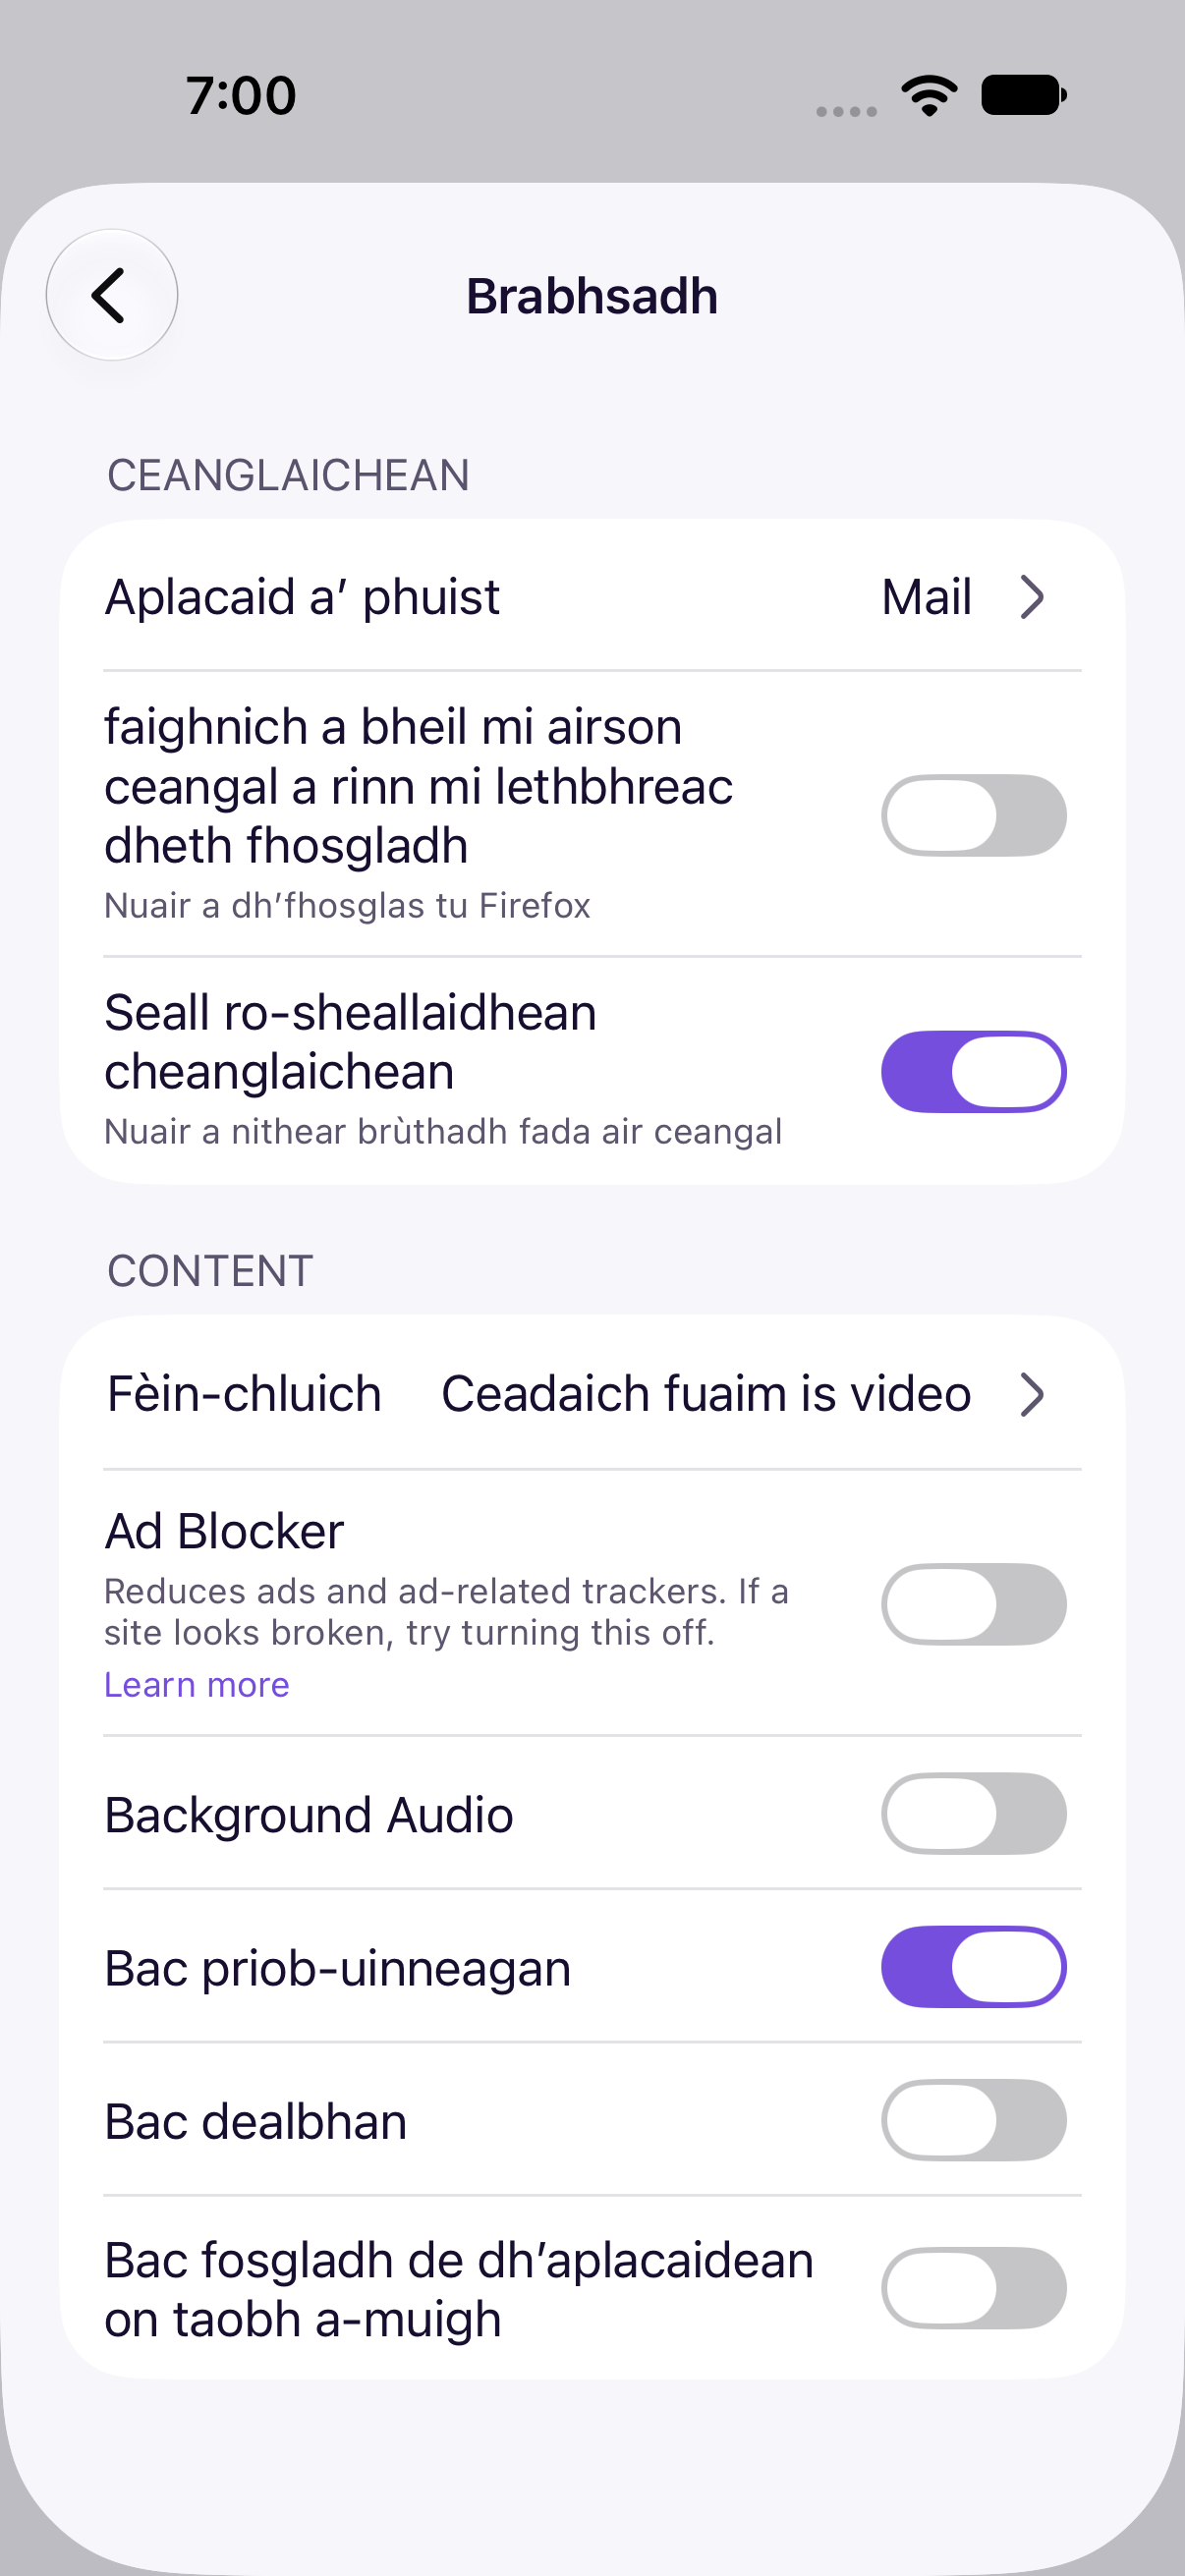 7:00
Brabhsadh
CEANGLAICHEAN
Aplacaid a’ phuist
Mail
faighnich a bheil mi airson
ceangal a rinn mi lethbhreac
dheth fhosgladh
Nuair a dh’fhosglas tu Firefox
Seall ro-sheallaidhean
cheanglaichean
Nuair a nithear brùthadh fada air ceangal
CONTENT
Fèin-chluich
Ceadaich fuaim is video
Ad Blocker
Reduces ads and ad-related trackers. If a
site looks broken, try turning this off.
Learn more
Background Audio
Bac priob-uinneagan
Bac dealbhan
Bac fosgladh de dh’aplacaidean
on taobh a-muigh